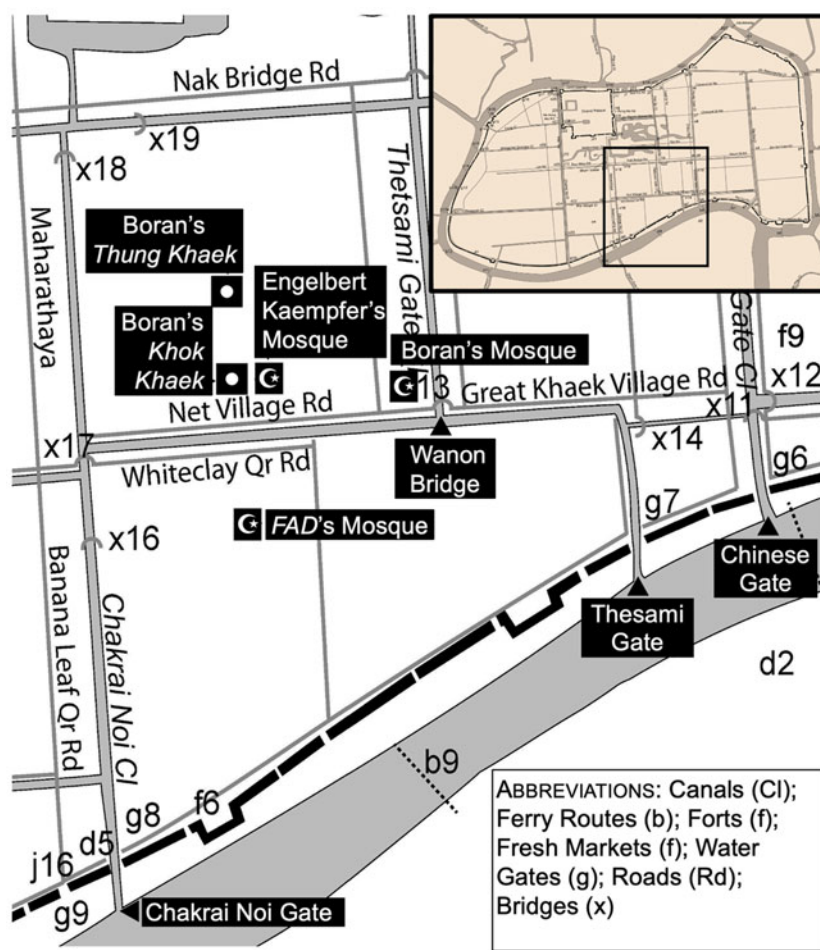 Nak Bridge Rd
x19
x18
Maharathaya
Thetsami Gate
Boran's
Thung Khaek
Engelbert
Kaempfer's
Mosque
Boran's
Khok
Khaek
Boran's Mosque
13
Great Khaek Village Rd
Gate Cl
f9
x12
x11
Net Village Rd
x17
Whiteclay Qr Rd
Wanon
Bridge
x14
g6
g7
FAD's Mosque
x16
Chinese
Gate
Banana Leaf Qr Rd
Chakrai Noi Cl
Thesami
Gate
d2
b9
f6
g8
d5
j16
g9
Chakrai Noi Gate
ABBREVIATIONS: Canals (Cl);
Ferry Routes (b); Forts (f);
Fresh Markets (f); Water
Gates (g); Roads (Rd);
Bridges (x)